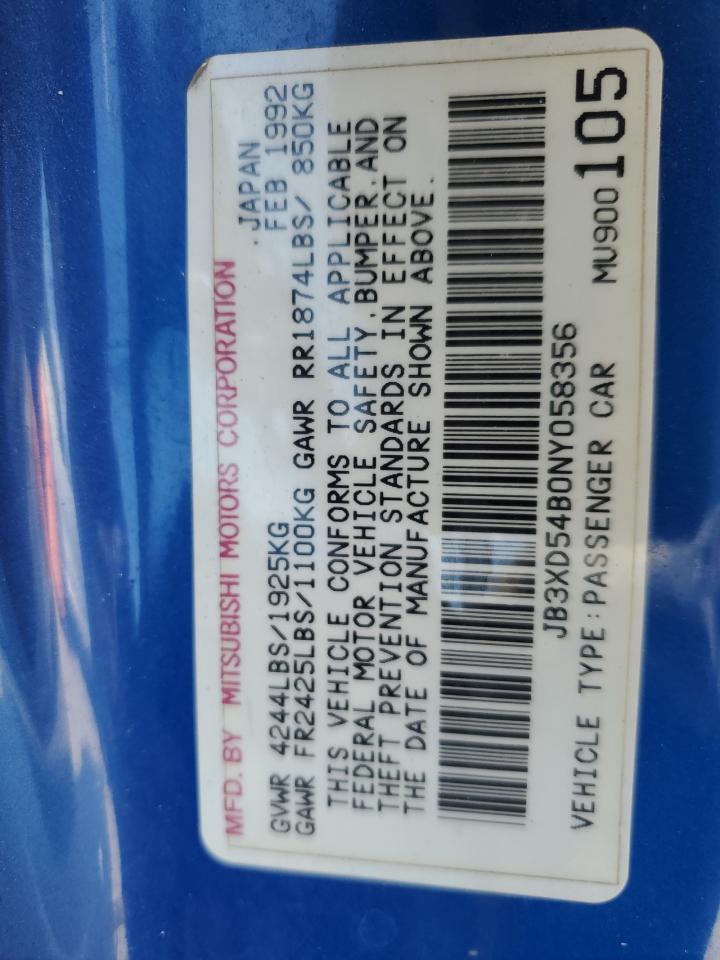 MFD. BY MITSUBISHI MOTORS CORPORATION JAPAN
GVWR 4244LBS/1925KG FEB 1992
GAWR FR2425LBS/1100KG GAWR RR1874LBS/ 850KG
THIS VEHICLE CONFORMS TO ALL APPLICABLE
FEDERAL MOTOR VEHICLE SAFETY,BUMPER,AND
THEFT PREVENTION STANDARDS IN EFFECT ON
THE DATE OF MANUFACTURE SHOWN ABOVE.
JB3XD54B0NY058356
VEHICLE TYPE:PASSENGER CAR MU900105